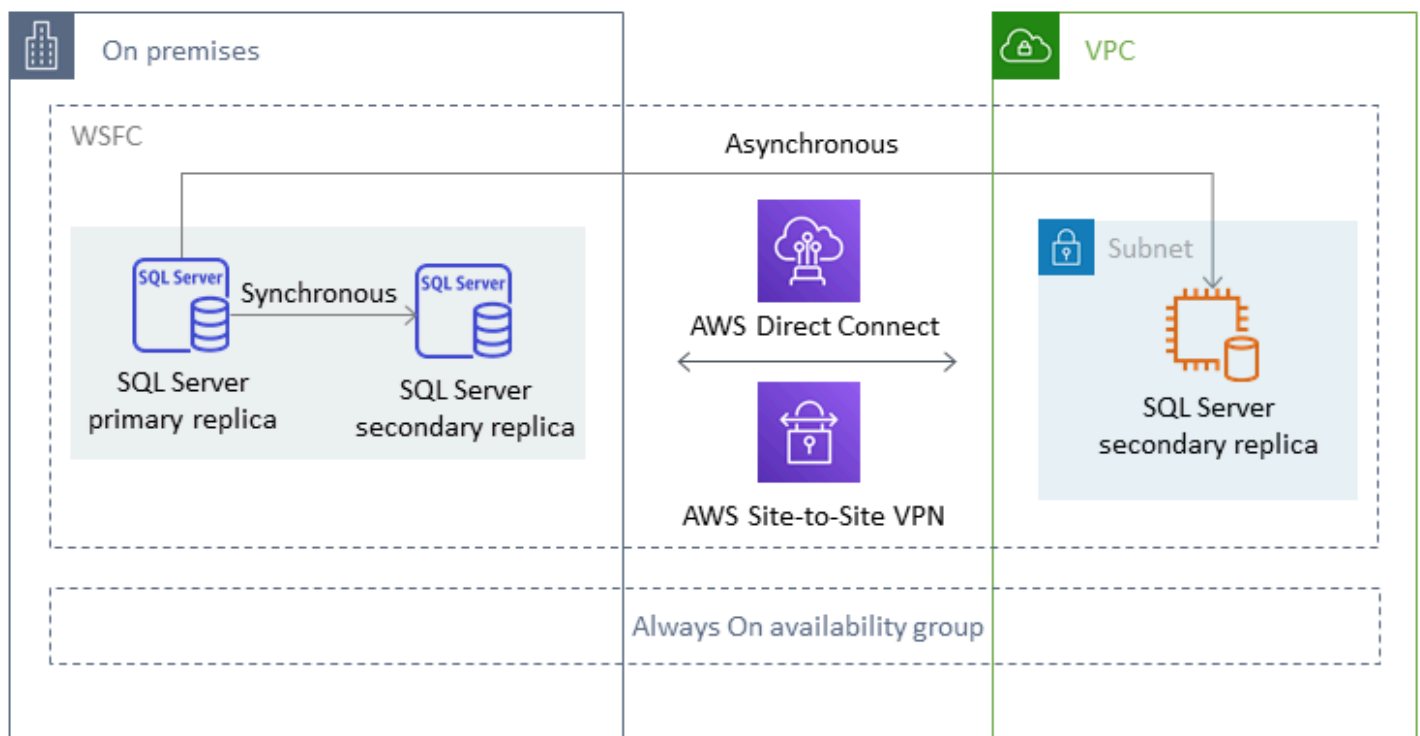 On premises
VPC
WSFC
Asynchronous
Subnet
SQL Server
Synchronous
SQL Server
SQL Server
primary replica
SQL Server
secondary replica
AWS Direct Connect
AWS Site-to-Site VPN
SQL Server
secondary replica
Always On availability group